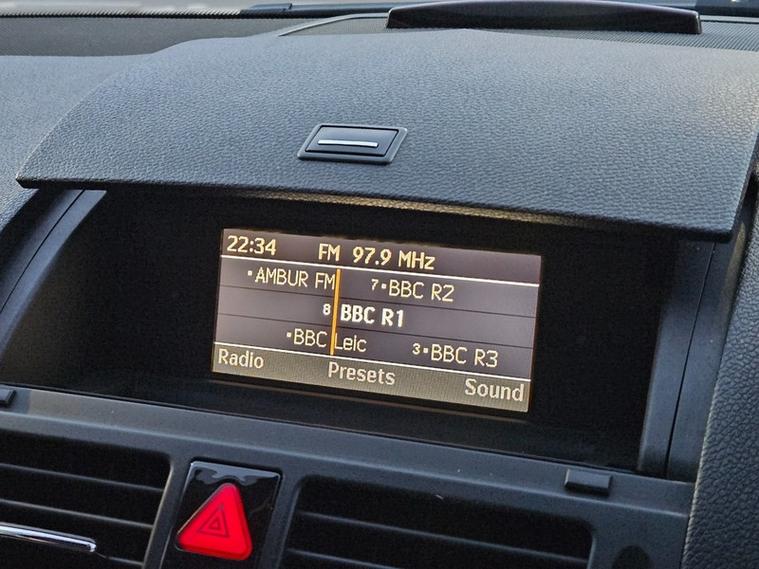 22:34 FM 97.9 MHz
•AMBUR FM 7•BBC R2
8 BBC R1
•BBC Leic 3•BBC R3
Radio Presets Sound